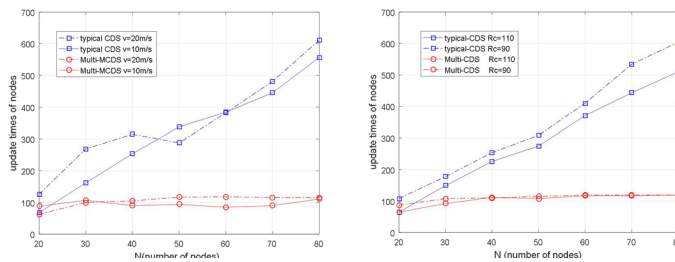 700
600
500
400
300
200
100
0
update times of nodes
typical CDS v=20m/s
typical CDS v=10m/s
Multi-MCDS v=20m/s
Multi-MCDS v=10m/s
20 30 40 50 60 70 80
N(number of nodes)
700
600
500
400
300
200
100
0
update times of nodes
typical-CDS Rc=110
typical-CDS Rc=90
Multi-CDS Rc=110
Multi-CDS Rc=90
20 30 40 50 60 70 80
N(number of nodes)